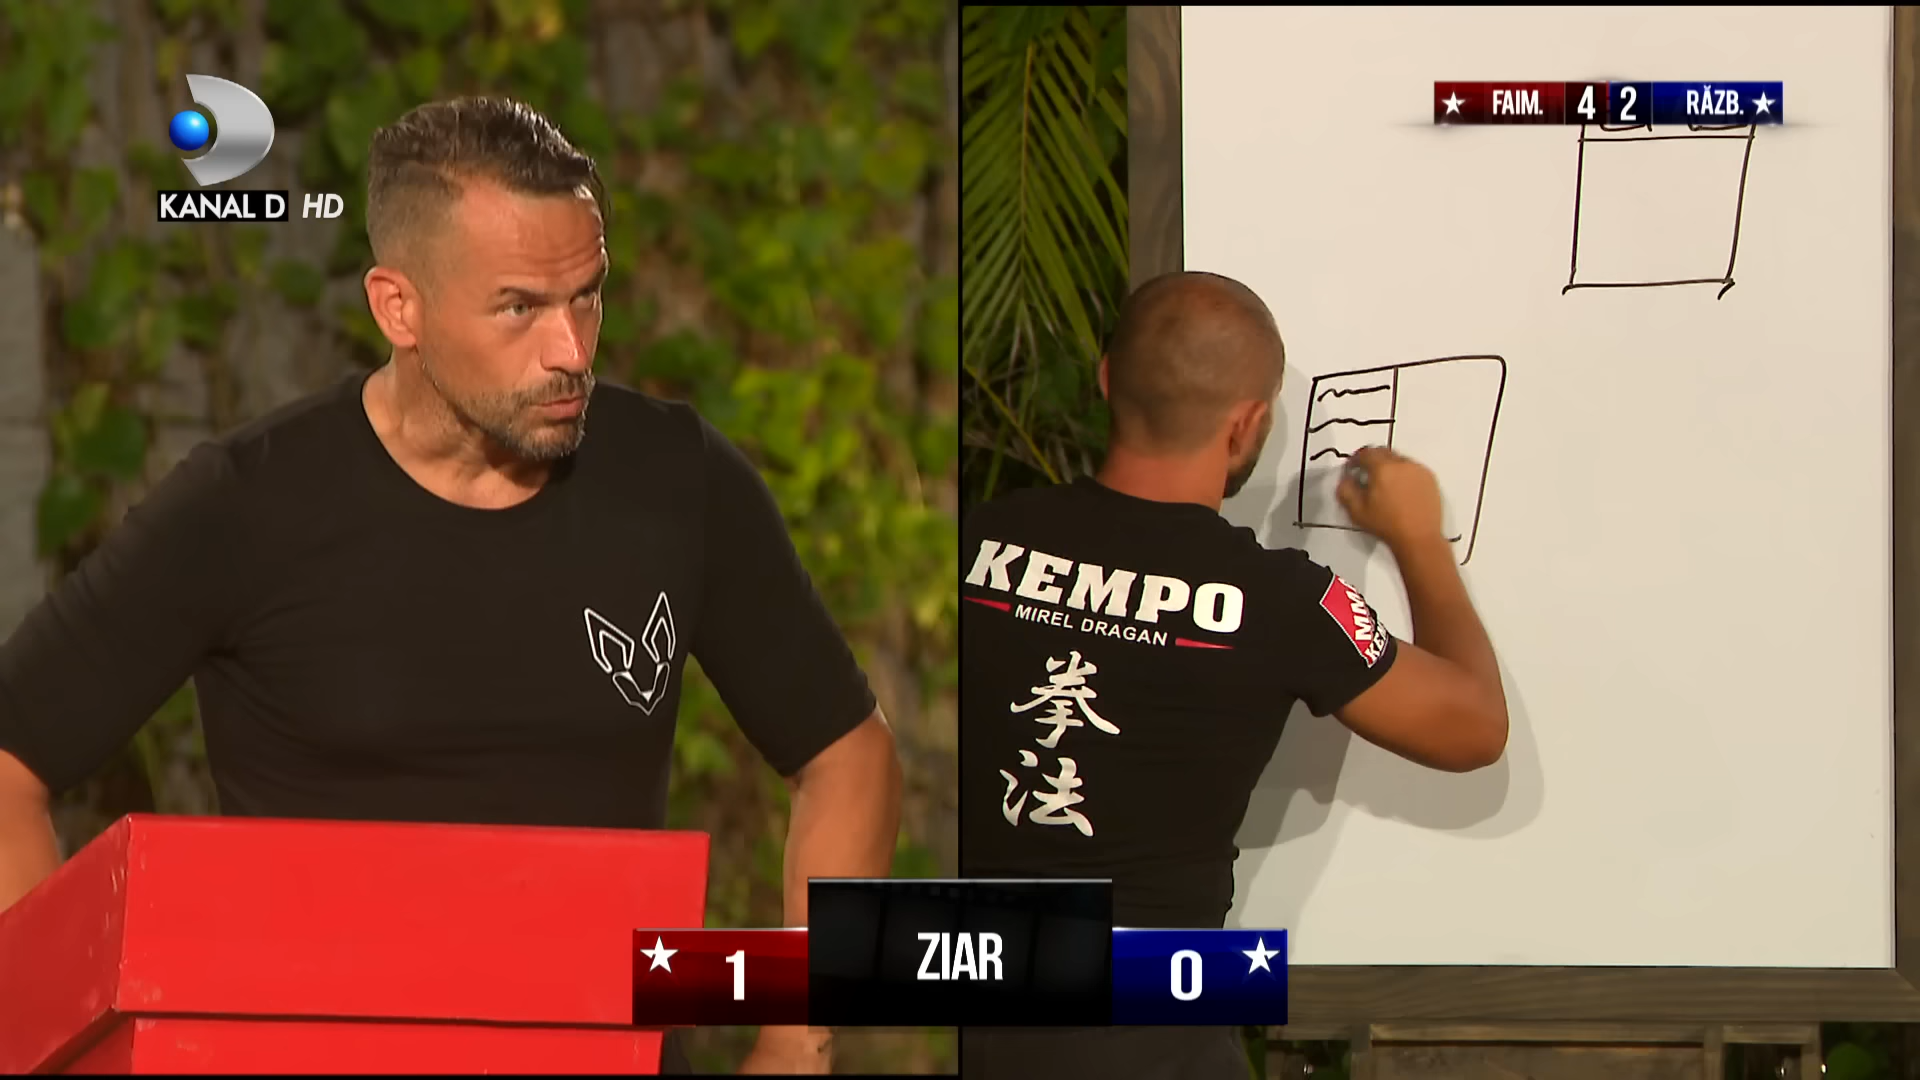 KANAL D HD
FAIM. 4 2 RĂZB.
KEMPO
MIREL DRAGAN
拳
法
MMA
1 ZIAR 0